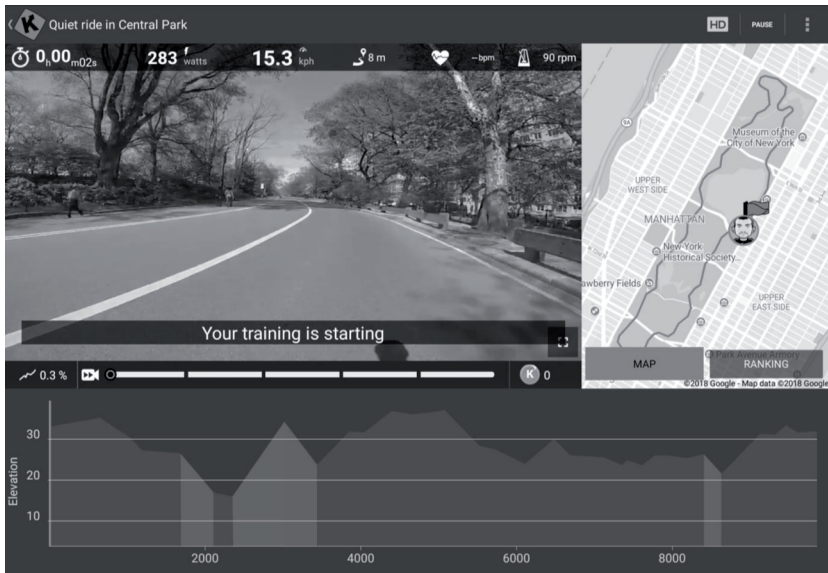 K Quiet ride in Central Park
HD PAUSE
0h00m02s 283 watts 15.3 kph 8 m --bpm 90 rpm
9A
Museum of the
City of New York
UPPER
WEST SIDE
MANHATTAN
New-York
Historical Society...
awberry Fields
UPPER
EAST SIDE
Park Avenue Armory
Your training is starting
MAP RANKING
©2018 Google - Map data ©2018 Google
0.3 % K 0
Elevation
30
20
10
2000 4000 6000 8000